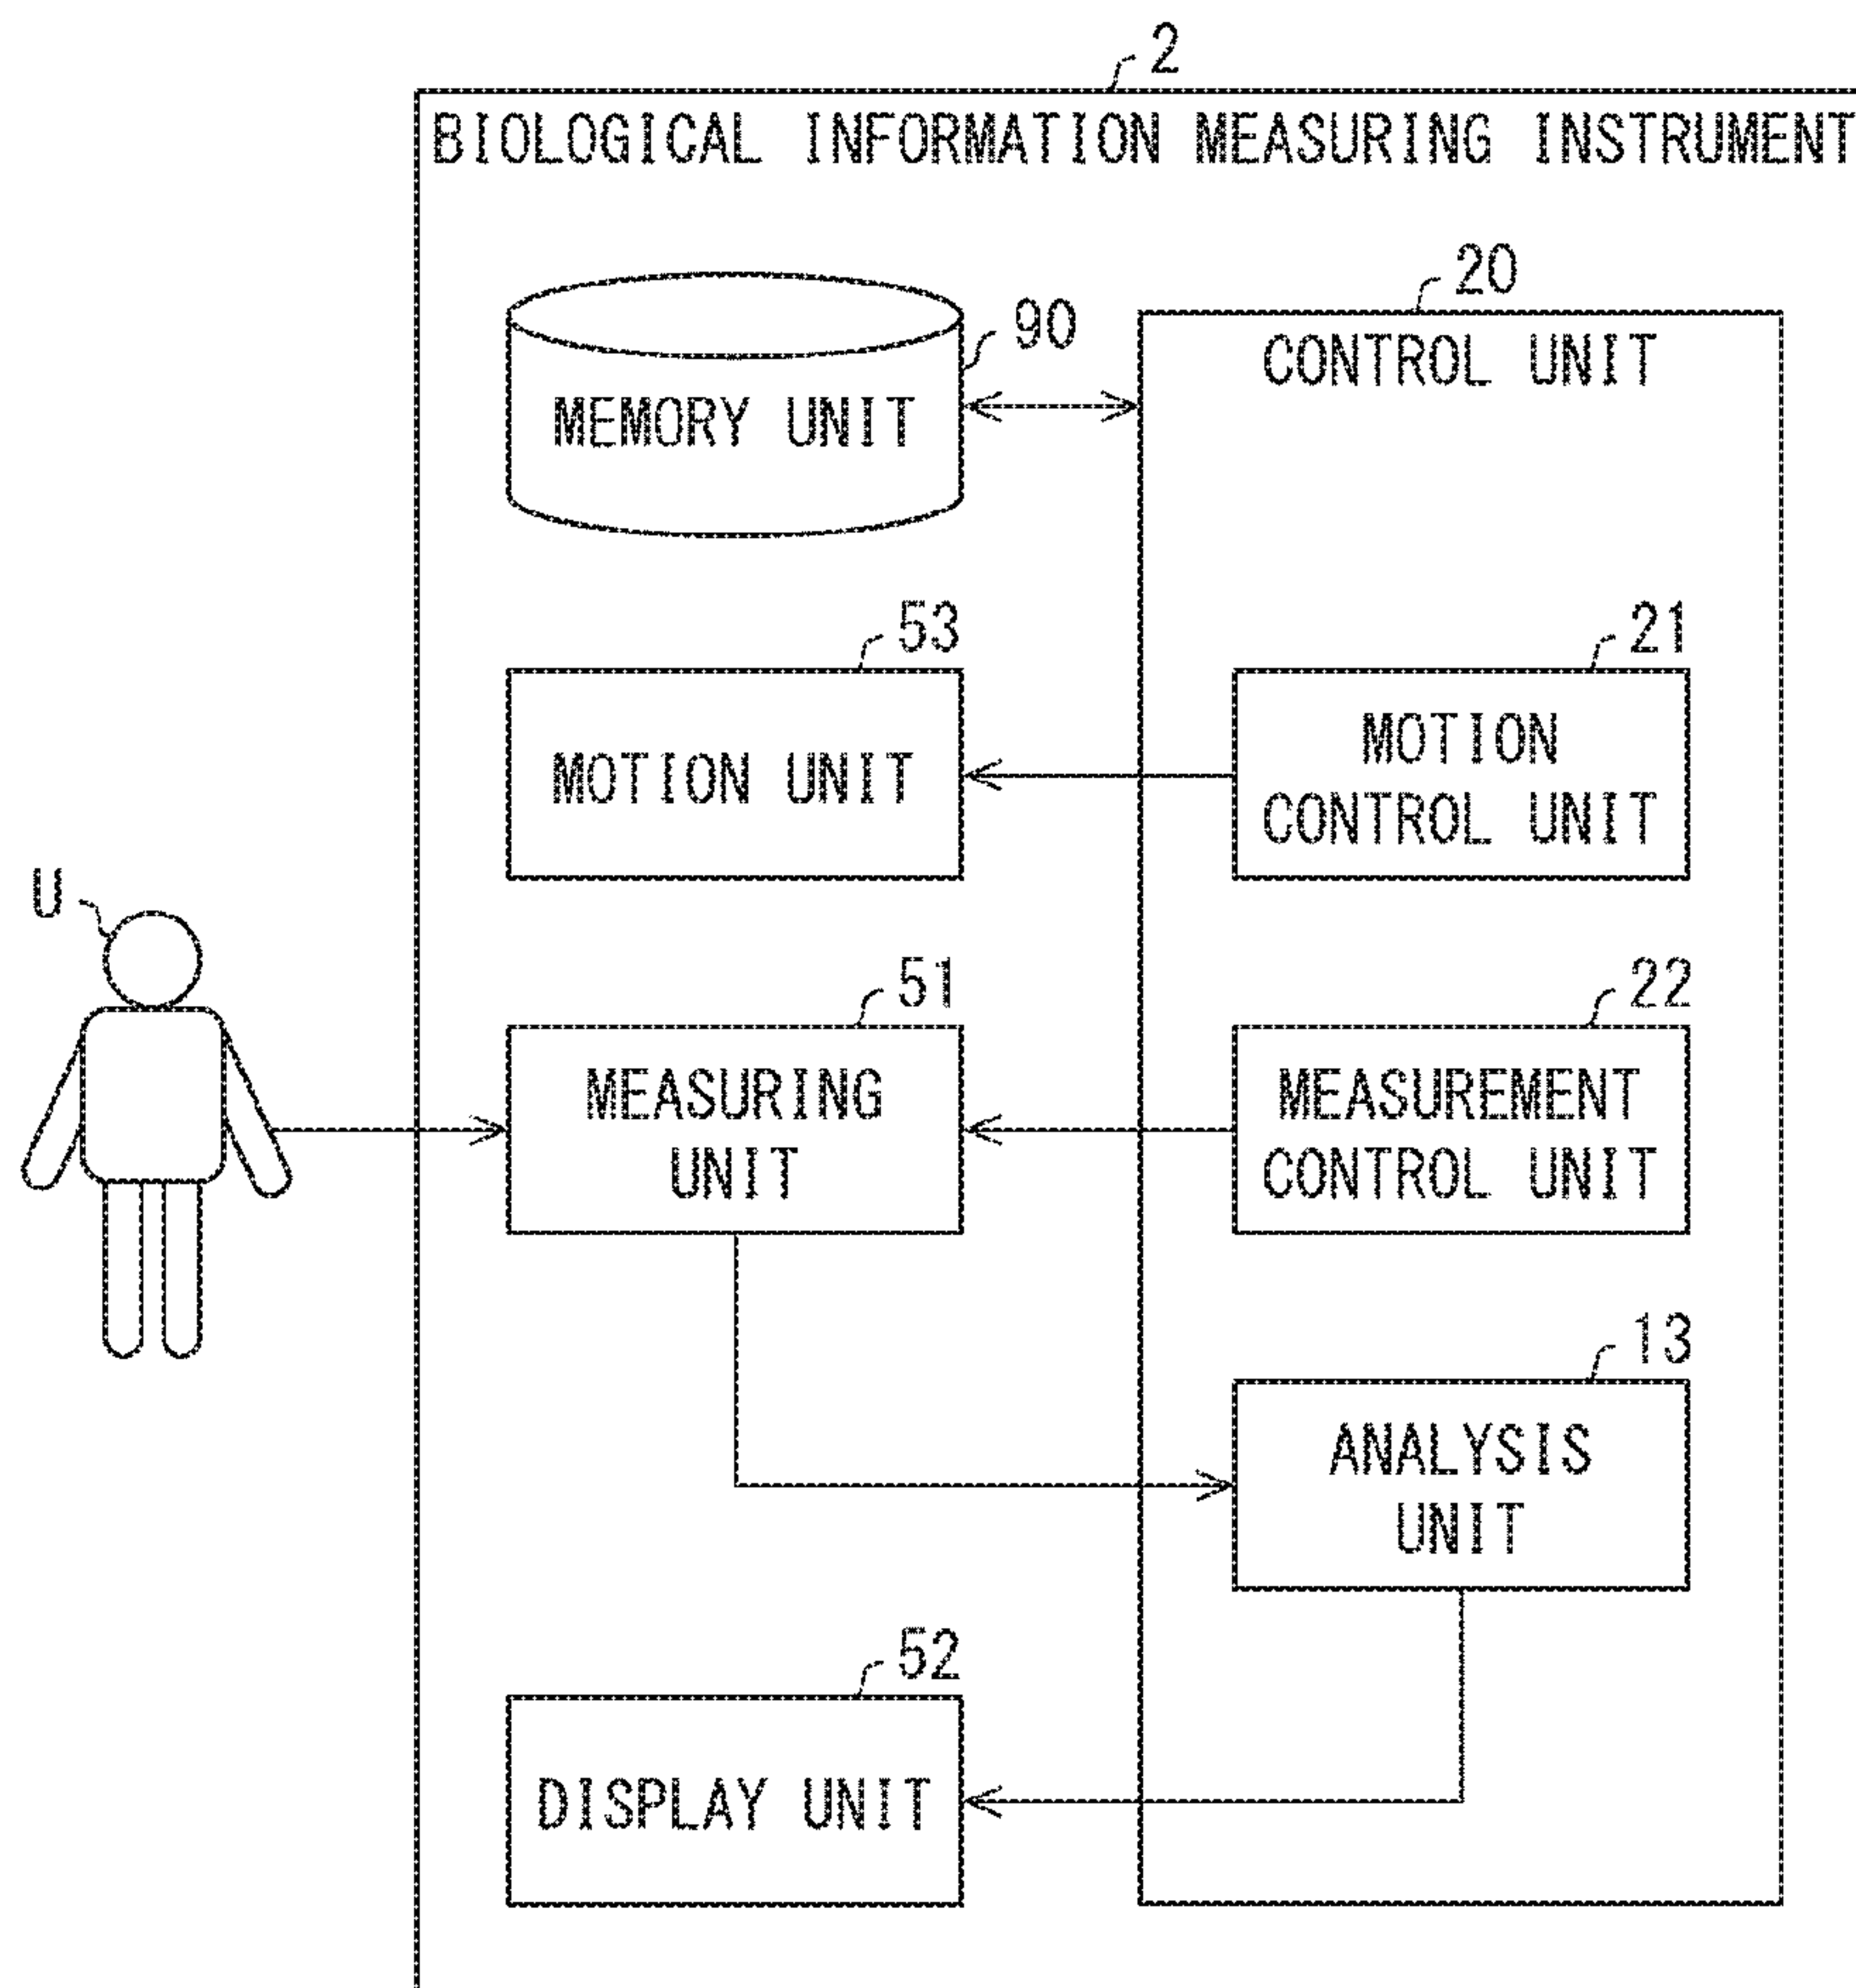 2
BIOLOGICAL INFORMATION MEASURING INSTRUMENT
20
CONTROL UNIT
90
MEMORY UNIT
53
MOTION UNIT
21
MOTION
CONTROL UNIT
U
51
MEASURING
UNIT
22
MEASUREMENT
CONTROL UNIT
13
ANALYSIS
UNIT
52
DISPLAY UNIT